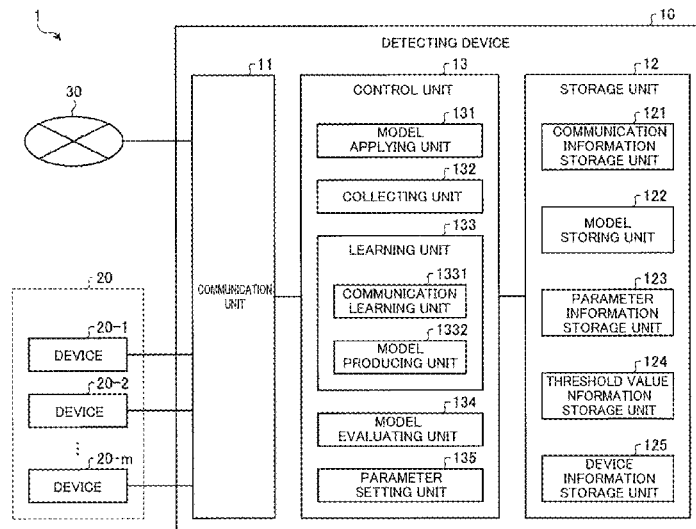 1
10
DETECTING DEVICE
30
11
COMMUNICATION
UNIT
13
CONTROL UNIT
131
MODEL
APPLYING UNIT
132
COLLECTING UNIT
133
LEARNING UNIT
1331
COMMUNICATION
LEARNING UNIT
1332
MODEL
PRODUCING UNIT
134
MODEL
EVALUATING UNIT
135
PARAMETER
SETTING UNIT
12
STORAGE UNIT
121
COMMUNICATION
INFORMATION
STORAGE UNIT
122
MODEL
STORING UNIT
123
PARAMETER
INFORMATION
STORAGE UNIT
124
THRESHOLD VALUE
NFORMATION
STORAGE UNIT
125
DEVICE
INFORMATION
STORAGE UNIT
20
20-1
DEVICE
20-2
DEVICE
⋮
20-m
DEVICE